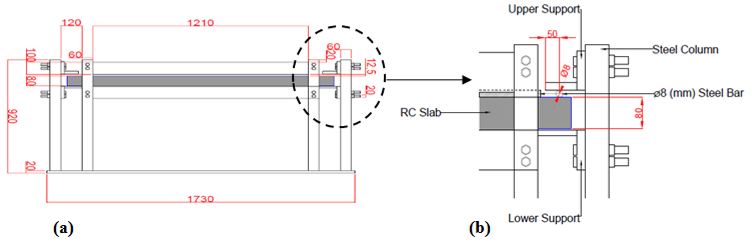 120
1210
60
100
60
20
12.5
80
20
920
20
1730
(a)
Upper Support
50
Steel Column
Ø8
ø8 (mm) Steel Bar
RC Slab
80
Lower Support
(b)